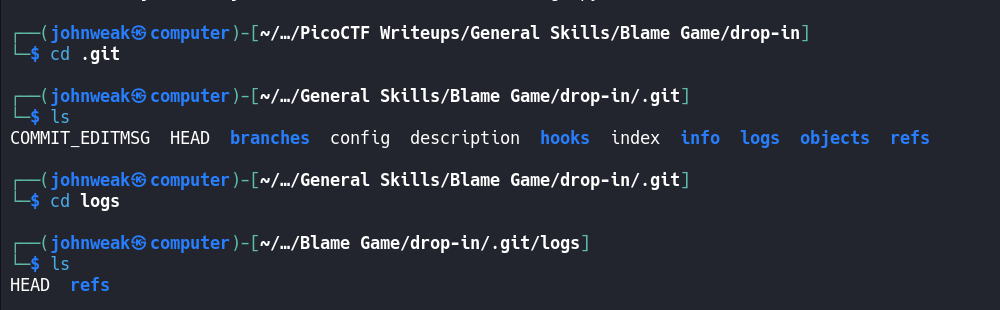 ┌──(johnweak㉿computer)-[~/…/PicoCTF Writeups/General Skills/Blame Game/drop-in]
└─$ cd .git
┌──(johnweak㉿computer)-[~/…/General Skills/Blame Game/drop-in/.git]
└─$ ls
COMMIT_EDITMSG  HEAD  branches  config  description  hooks  index  info  logs  objects  refs
┌──(johnweak㉿computer)-[~/…/General Skills/Blame Game/drop-in/.git]
└─$ cd logs
┌──(johnweak㉿computer)-[~/…/Blame Game/drop-in/.git/logs]
└─$ ls
HEAD  refs